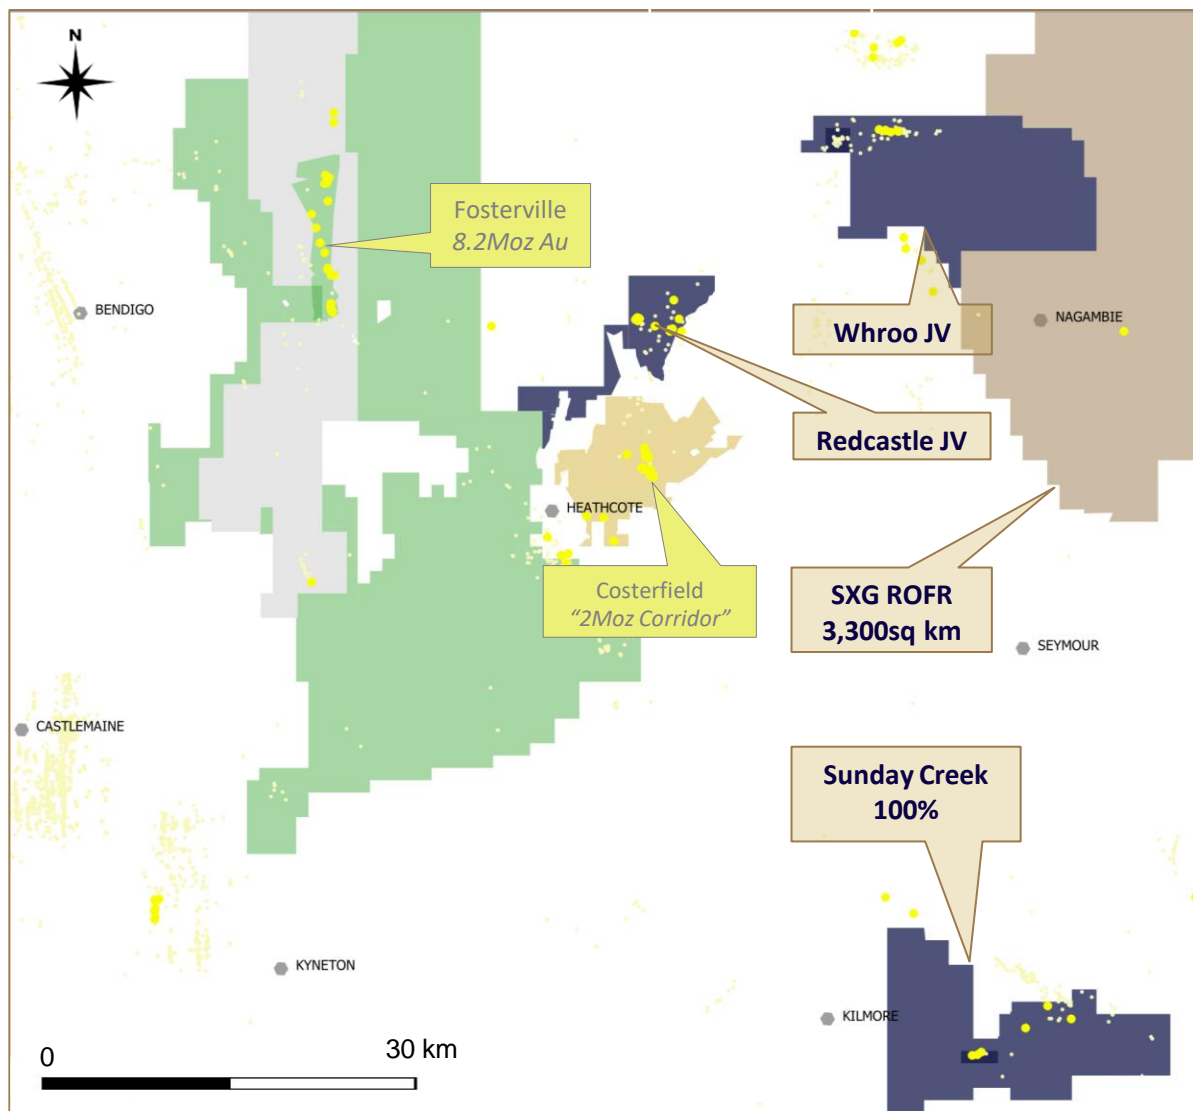 N
Fosterville
8.2Moz Au
BENDIGO
Whroo JV
NAGAMBIE
Redcastle JV
HEATHCOTE
Costerfield
“2Moz Corridor”
SXG ROFR
3,300sq km
SEYMOUR
CASTLEMAINE
Sunday Creek
100%
KYNETON
KILMORE
0
30 km